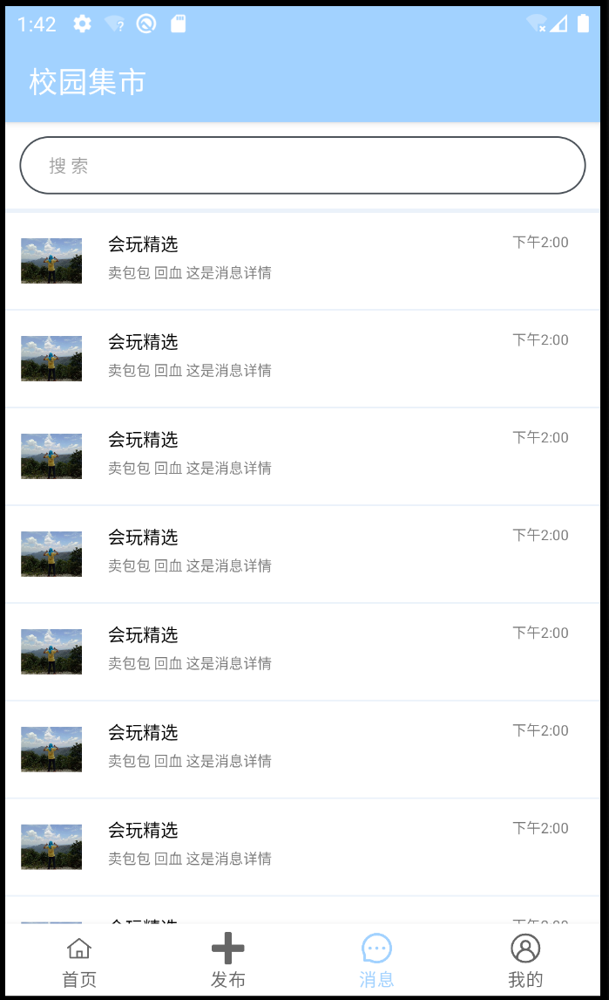 1:42
校园集市
搜 索
会玩精选 下午2:00
卖包包 回血 这是消息详情
会玩精选 下午2:00
卖包包 回血 这是消息详情
会玩精选 下午2:00
卖包包 回血 这是消息详情
会玩精选 下午2:00
卖包包 回血 这是消息详情
会玩精选 下午2:00
卖包包 回血 这是消息详情
会玩精选 下午2:00
卖包包 回血 这是消息详情
会玩精选 下午2:00
卖包包 回血 这是消息详情
首页 发布 消息 我的